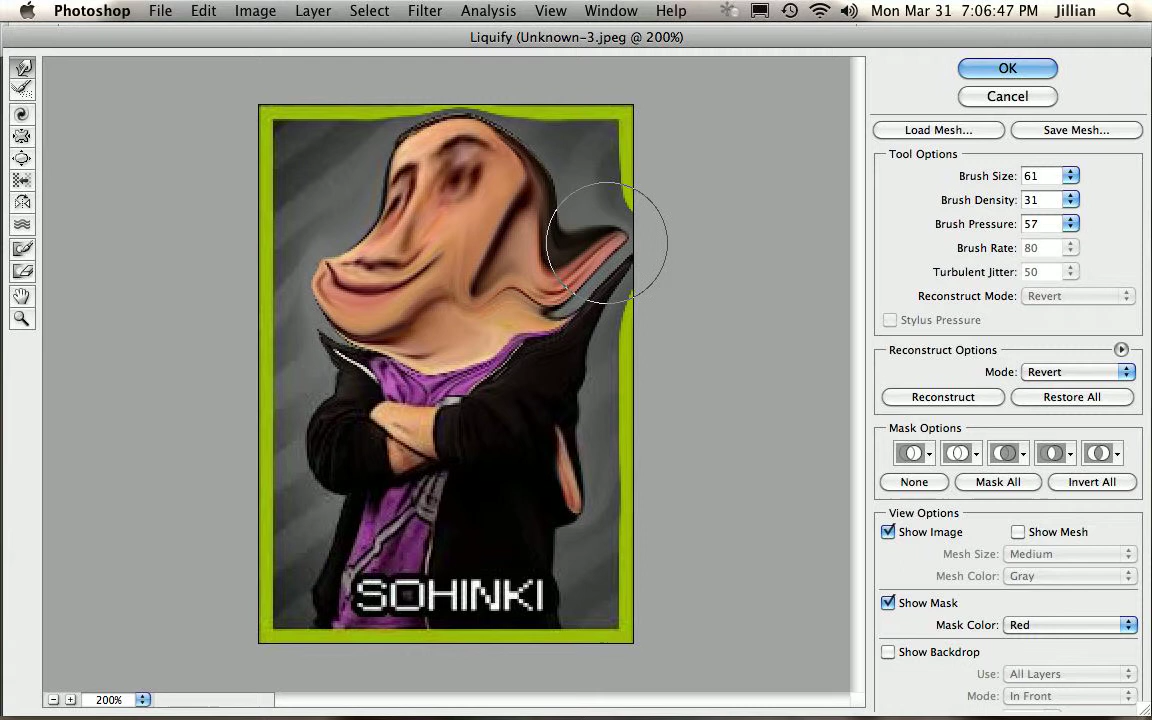 Photoshop File Edit Image Layer Select Filter Analysis View Window Help Mon Mar 31 7:06:47 PM Jillian
Liquify (Unknown-3.jpeg @ 200%)
OK
Cancel
Load Mesh... Save Mesh...
Tool Options
Brush Size: 61
Brush Density: 31
Brush Pressure: 57
Brush Rate: 80
Turbulent Jitter: 50
Reconstruct Mode: Revert
Stylus Pressure
Reconstruct Options
Mode: Revert
Reconstruct Restore All
Mask Options
None Mask All Invert All
View Options
Show Image Show Mesh
Mesh Size: Medium
Mesh Color: Gray
Show Mask
Mask Color: Red
Show Backdrop
Use: All Layers
Mode: In Front
SOHINKI
200%